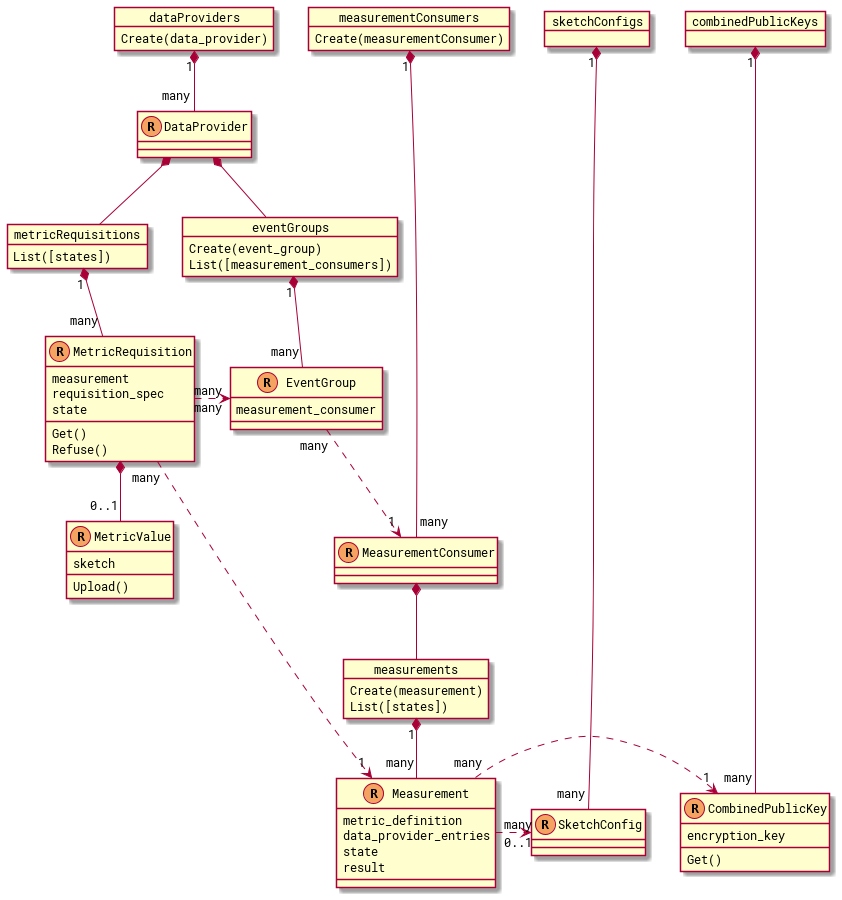 dataProviders
Create(data_provider)
measurementConsumers
Create(measurementConsumer)
sketchConfigs
combinedPublicKeys
1
1
1
1
many
R DataProvider
metricRequisitions
List([states])
eventGroups
Create(event_group)
List([measurement_consumers])
1
1
many
many
R MetricRequisition
measurement
requisition_spec
state
Get()
Refuse()
many
many
R EventGroup
measurement_consumer
many
many
0..1
1
many
R MetricValue
sketch
Upload()
R MeasurementConsumer
measurements
Create(measurement)
List([states])
1
1
many
many
1
many
many
R Measurement
metric_definition
data_provider_entries
state
result
many
0..1
R SketchConfig
R CombinedPublicKey
encryption_key
Get()